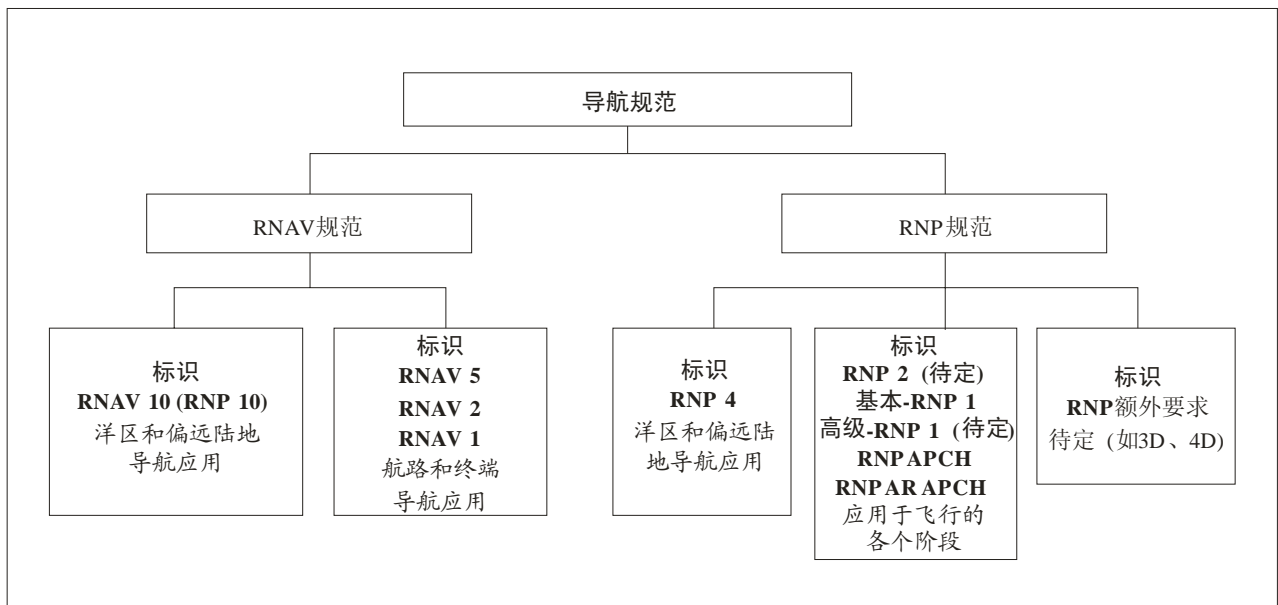 导航规范
RNAV规范
RNP规范
标识
RNAV 10 (RNP 10)
洋区和偏远陆地
导航应用
标识
RNAV 5
RNAV 2
RNAV 1
航路和终端
导航应用
标识
RNP 4
洋区和偏远陆
地导航应用
标识
RNP 2 (待定)
基本-RNP 1
高级-RNP 1 (待定)
RNP APCH
RNP AR APCH
应用于飞行的
各个阶段
标识
RNP额外要求
待定 (如3D、4D)